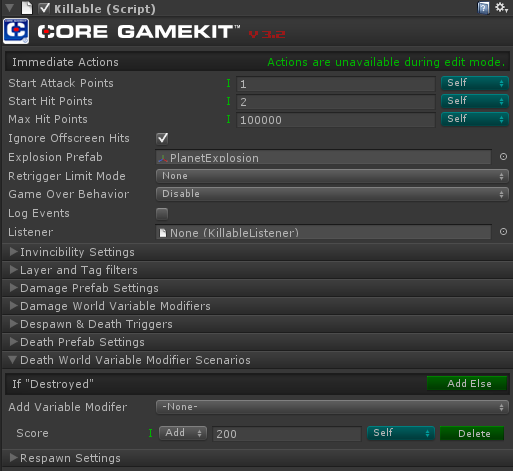 Killable (Script)
CORE GAMEKIT™ V 3.2
Immediate Actions Actions are unavailable during edit mode.
Start Attack Points I 1 Self
Start Hit Points I 2 Self
Max Hit Points I 100000 Self
Ignore Offscreen Hits
Explosion Prefab PlanetExplosion
Retrigger Limit Mode None
Game Over Behavior Disable
Log Events
Listener None (KillableListener)
Invincibility Settings
Layer and Tag filters
Damage Prefab Settings
Damage World Variable Modifiers
Despawn & Death Triggers
Death Prefab Settings
Death World Variable Modifier Scenarios
If "Destroyed" Add Else
Add Variable Modifer -None-
Score I Add 200 Self Delete
Respawn Settings